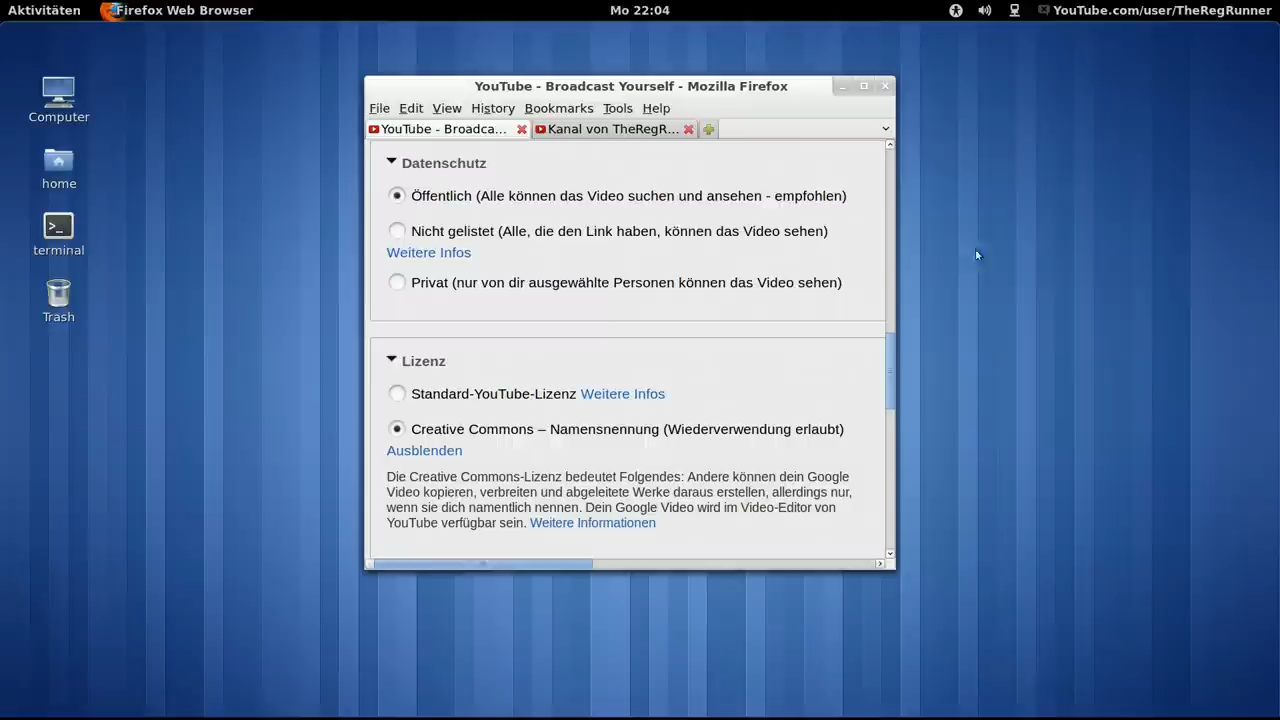 Aktivitäten Firefox Web Browser Mo 22:04 YouTube.com/user/TheRegRunner
Computer
home
terminal
Trash
YouTube - Broadcast Yourself - Mozilla Firefox
File Edit View History Bookmarks Tools Help
YouTube - Broadca... Kanal von TheRegR...
Datenschutz
Öffentlich (Alle können das Video suchen und ansehen - empfohlen)
Nicht gelistet (Alle, die den Link haben, können das Video sehen)
Weitere Infos
Privat (nur von dir ausgewählte Personen können das Video sehen)
Lizenz
Standard-YouTube-Lizenz Weitere Infos
Creative Commons – Namensnennung (Wiederverwendung erlaubt)
Ausblenden
Die Creative Commons-Lizenz bedeutet Folgendes: Andere können dein Google
Video kopieren, verbreiten und abgeleitete Werke daraus erstellen, allerdings nur,
wenn sie dich namentlich nennen. Dein Google Video wird im Video-Editor von
YouTube verfügbar sein. Weitere Informationen